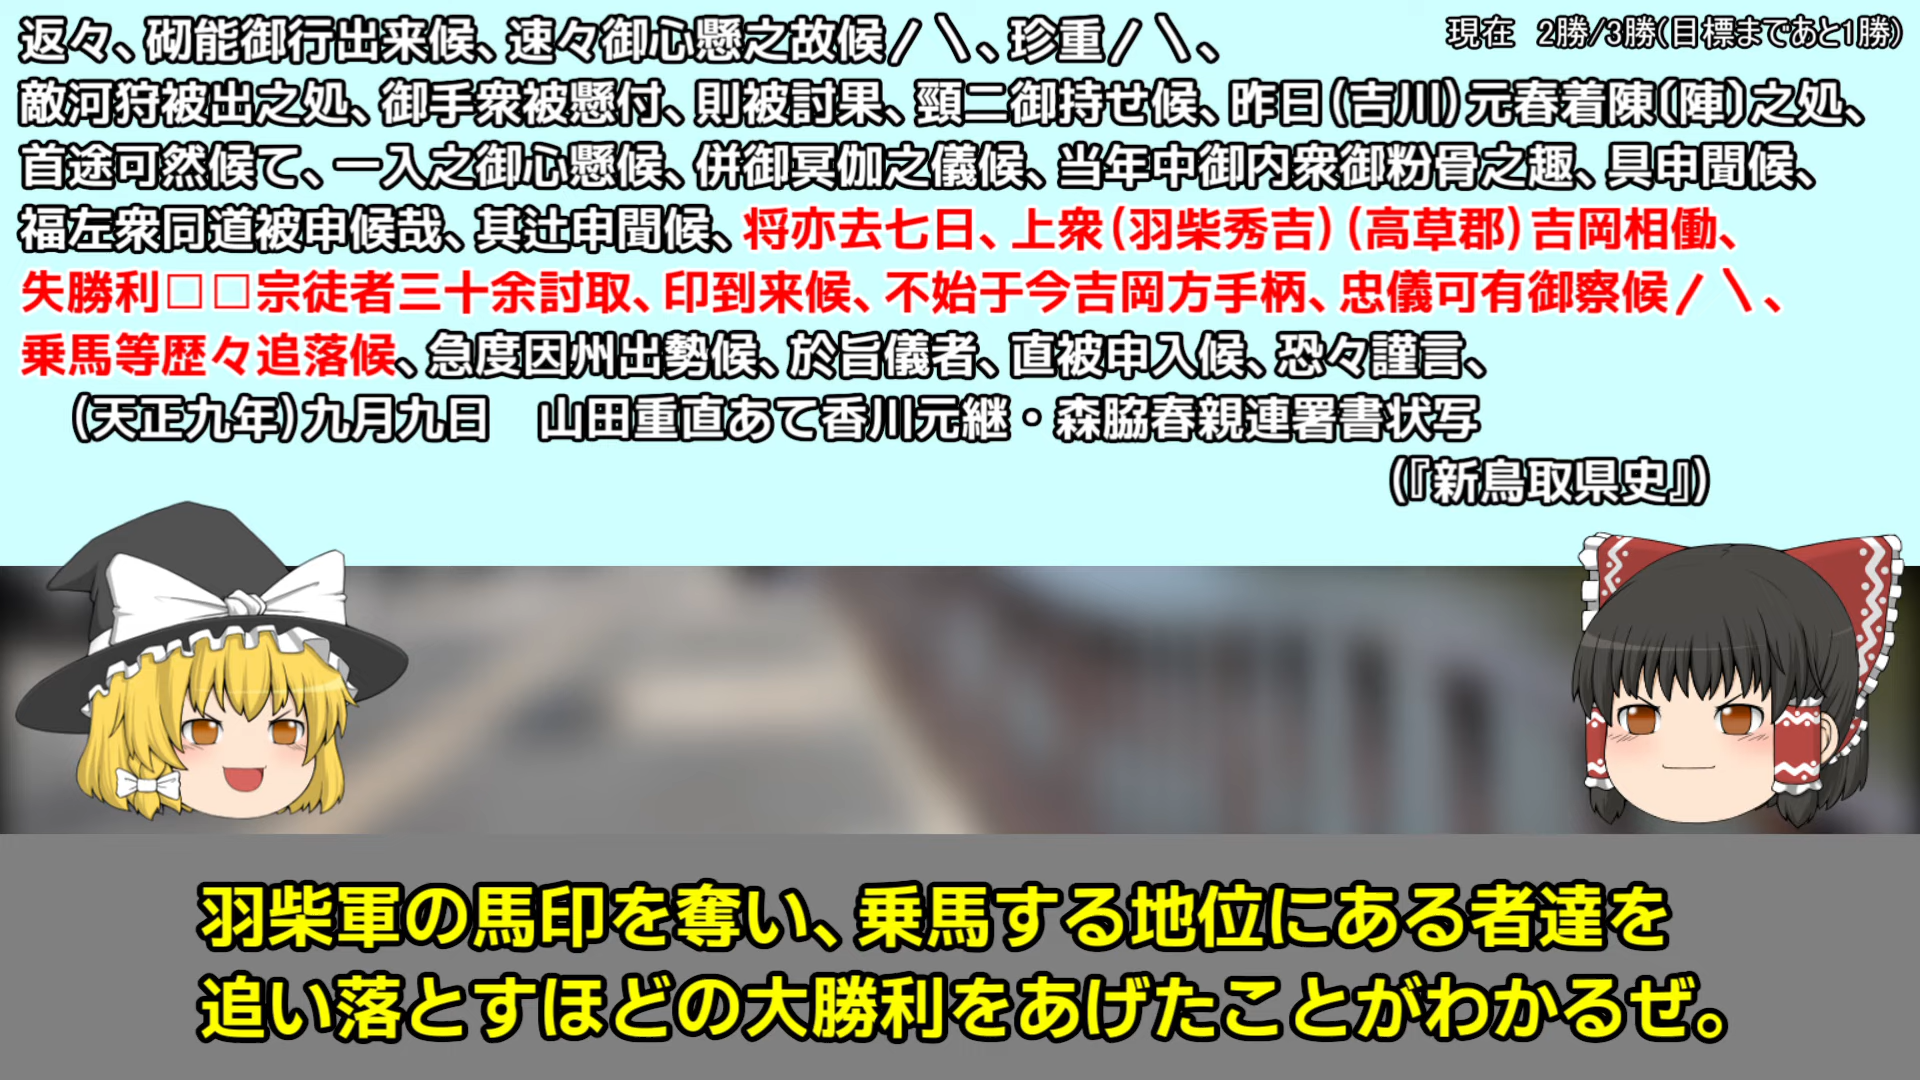 返々、砌能御行出来候、速々御心懸之故候／＼、珍重／＼、
現在　2勝/3勝(目標まであと1勝)
敵河狩被出之処、御手衆被懸付、則被討果、頸二御持せ候、昨日(吉川)元春着陳〔陣〕之処、
首途可然候て、一入之御心懸候、併御冥伽之儀候、当年中御内衆御粉骨之趣、具申聞候、
福左衆同道被申候哉、其辻申聞候、将亦去七日、上衆(羽柴秀吉)(高草郡)吉岡相働、
失勝利□□宗徒者三十余討取、印到来候、不始于今吉岡方手柄、忠儀可有御察候／＼、
乗馬等歴々追落候、急度因州出勢候、於旨儀者、直被申入候、恐々謹言、
(天正九年)九月九日　山田重直あて香川元継・森脇春親連署書状写
(『新鳥取県史』)
羽柴軍の馬印を奪い、乗馬する地位にある者達を
追い落とすほどの大勝利をあげたことがわかるぜ。